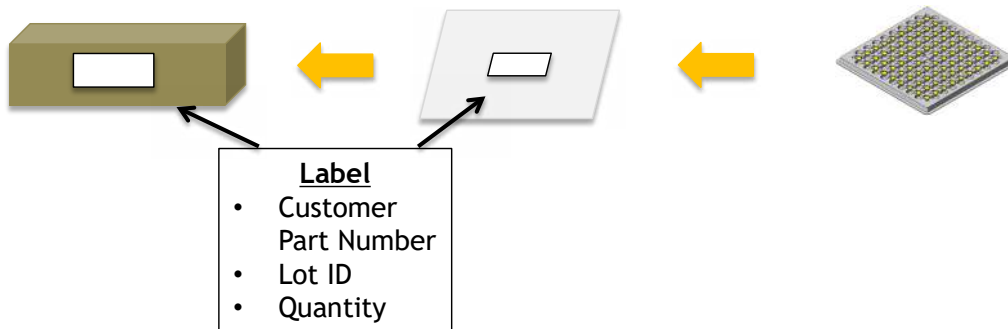 Label
• Customer
Part Number
• Lot ID
• Quantity